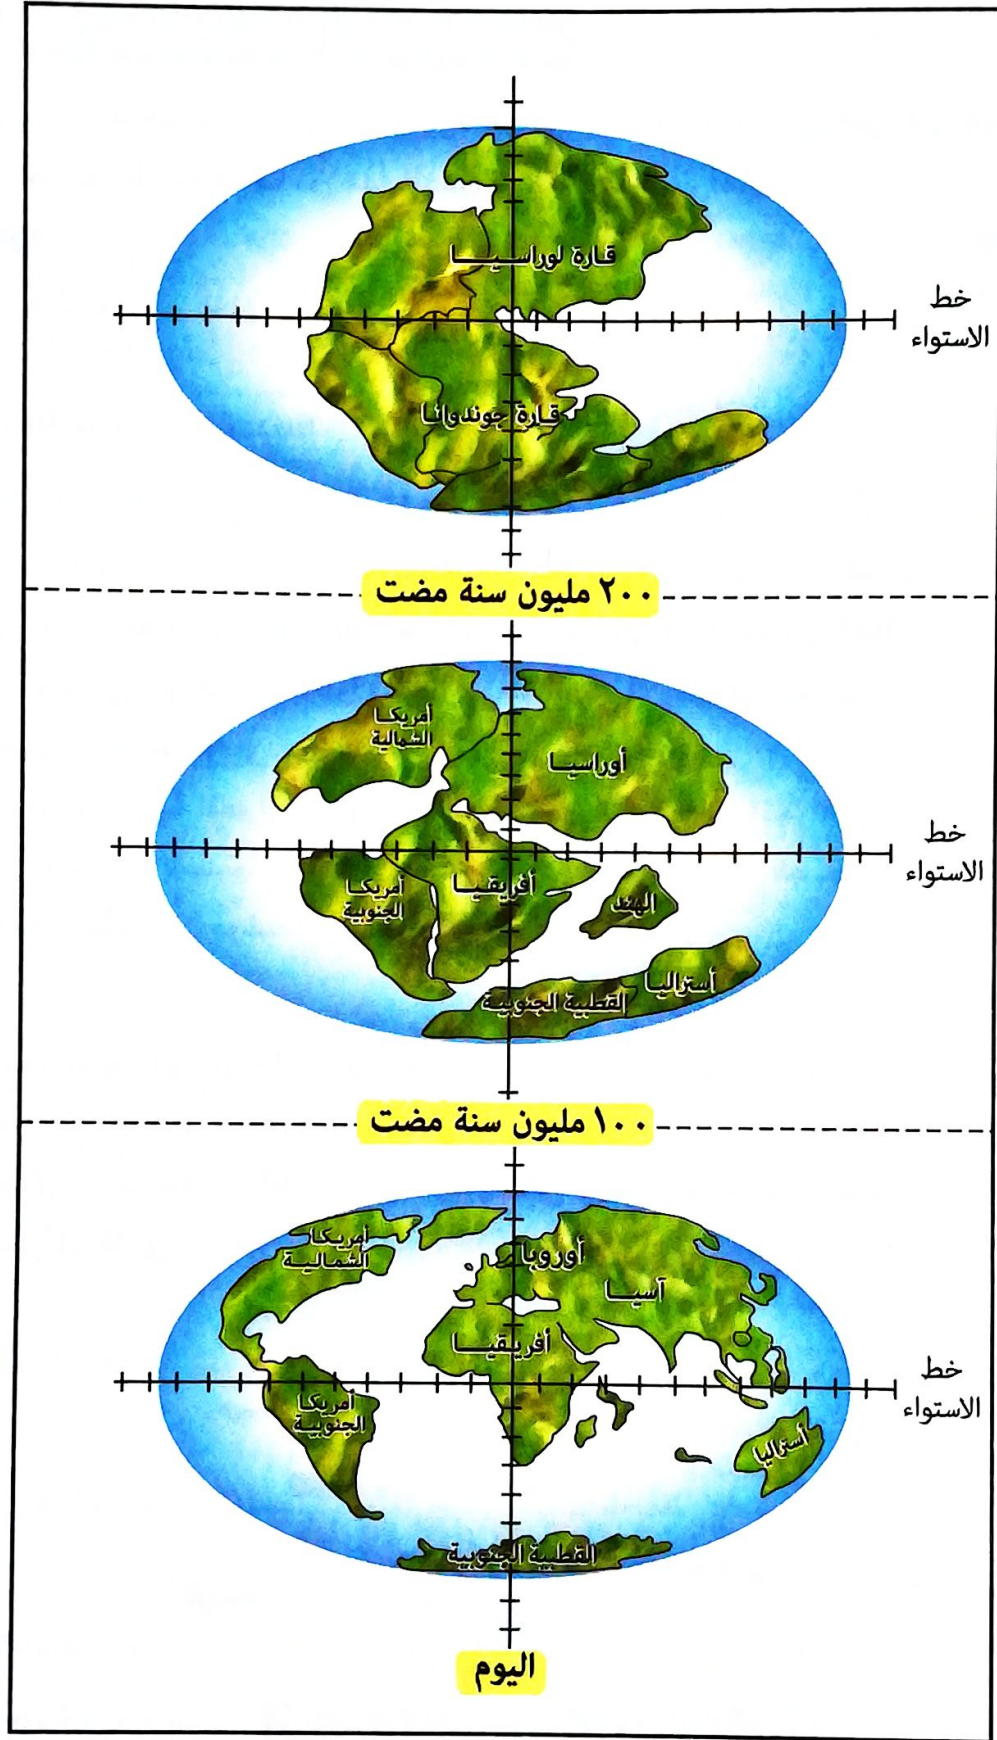 قارة لوراسيا
خط
الاستواء
قارة جوندوانا
٢٠٠ مليون سنة مضت
أمريكا
الشمالية
أوراسيا
خط
الاستواء
أفريقيا
أمريكا
الجنوبية
الهند
أستراليا
القطبية الجنوبية
١٠٠ مليون سنة مضت
أمريكا
الشمالية
أوروبا
آسيا
أفريقيا
خط
الاستواء
أمريكا
الجنوبية
أستراليا
القطبية الجنوبية
اليوم